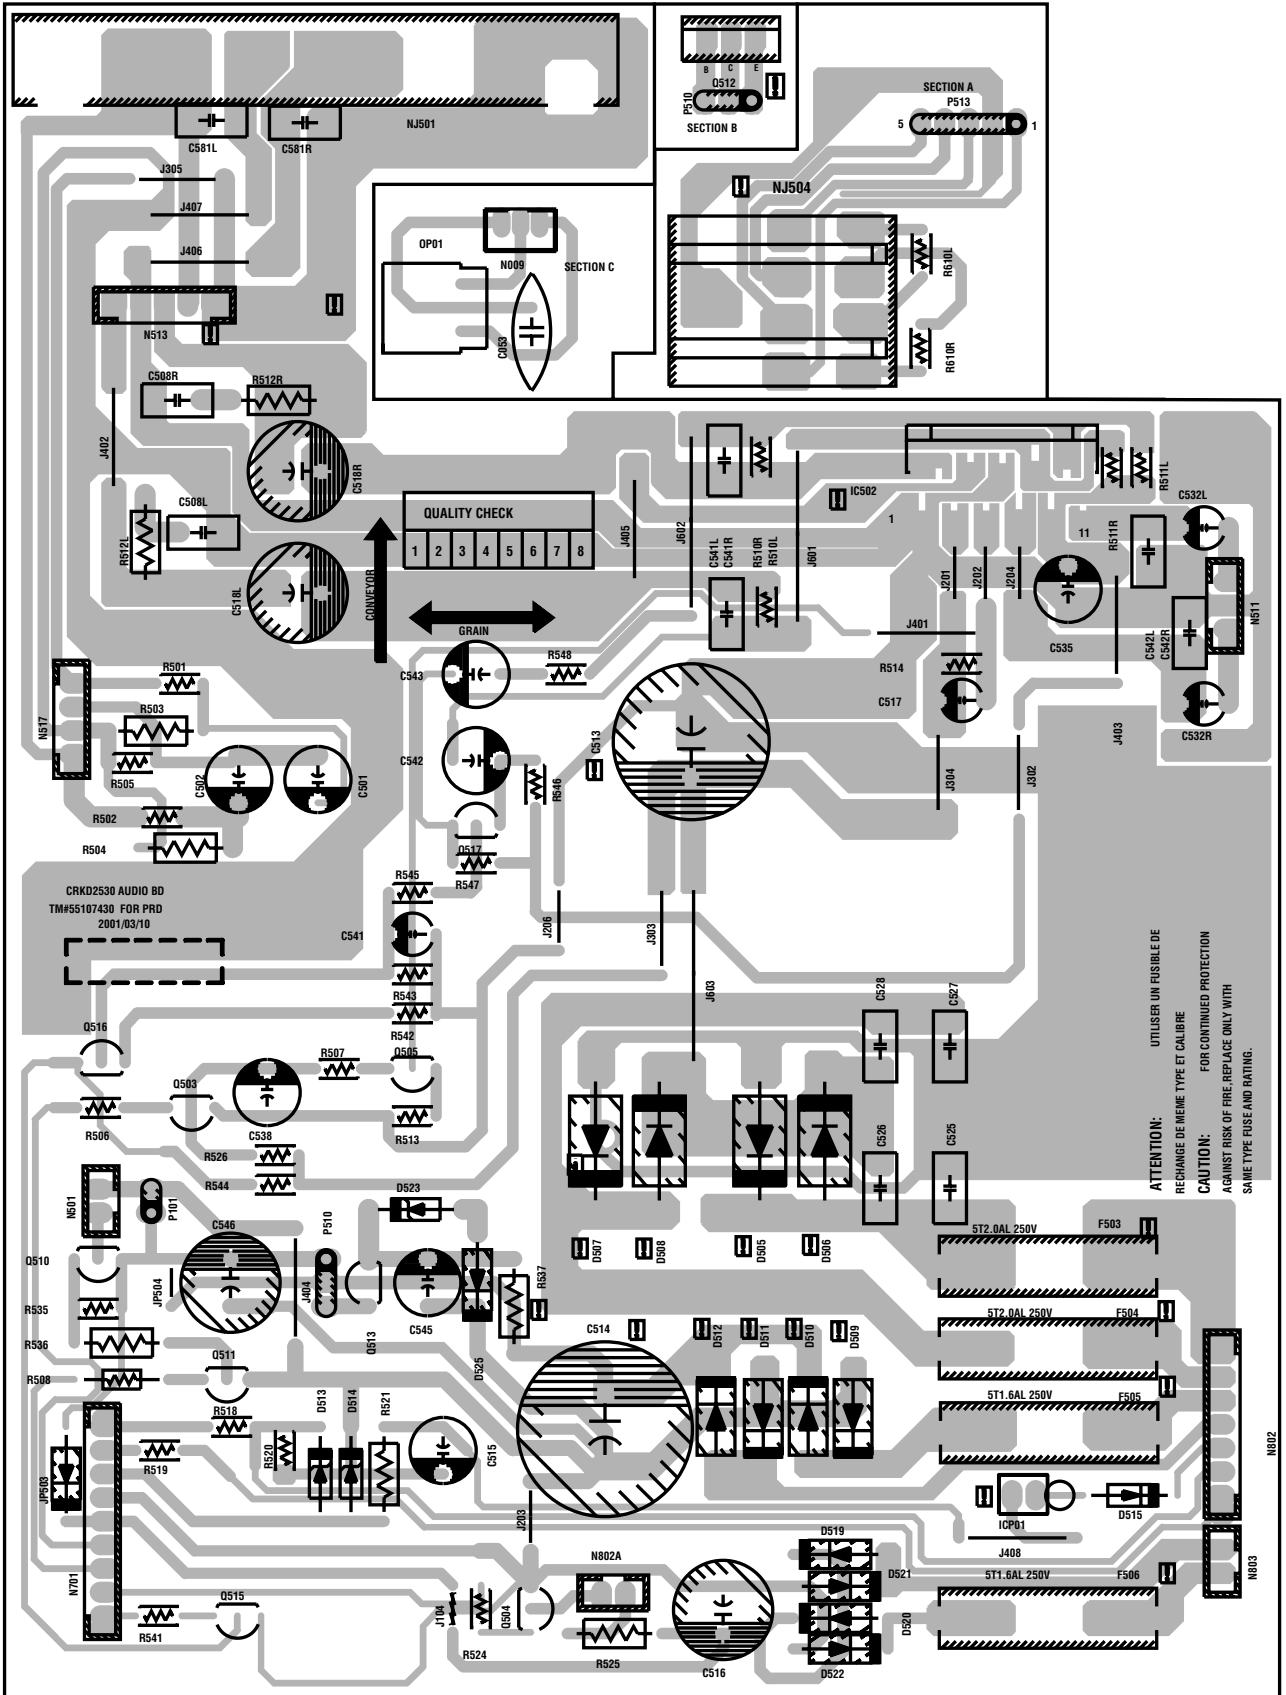 B C E
Q512
P510
SECTION B
SECTION A
P513
5
1
NJ501
C581L
C581R
J305
J407
J406
NJ504
OP01
N009
SECTION C
C053
R610L
R610R
N513
C508R
R512R
J402
C518R
C508L
R512L
C518L
QUALITY CHECK
1 2 3 4 5 6 7 8
CONVEYOR
GRAIN
J405
J602
C541L
C541R
R510R
R510L
J601
IC502
1
11
R511L
C532L
R511R
J201
J202
J204
C535
C542L
C542R
N511
J401
R514
C517
C532R
J403
J304
J302
N517
R501
R503
R505
R502
R504
C502
C501
C543
R548
C542
C513
R546
Q517
R547
R545
CRKD2530 AUDIO BD
TM#55107430 FOR PRD
2001/03/10
C541
J206
J303
J603
R543
R542
Q516
R507
Q505
Q503
R506
C538
R513
R526
R544
C528
C527
C526
C525
ATTENTION: UTILISER UN FUSIBLE DE
RECHANGE DE MEME TYPE ET CALIBRE
CAUTION: FOR CONTINUED PROTECTION
AGAINST RISK OF FIRE,REPLACE ONLY WITH
SAME TYPE FUSE AND RATING.
N501
P101
D523
C546
P510
Q510
JP504
J404
R535
R536
Q513
C545
D525
R537
D507
D508
D505
D506
5T2.0AL 250V F503
5T2.0AL 250V F504
C514
D512
D511
D510
D509
R508
Q511
R518
D513
D514
R521
5T1.6AL 250V F505
N802
R520
R519
C515
JP503
J203
ICP01
D515
J408
N701
Q515
R541
J104
R524
Q504
N802A
R525
C516
D519
D521
D520
D522
5T1.6AL 250V F506
N803